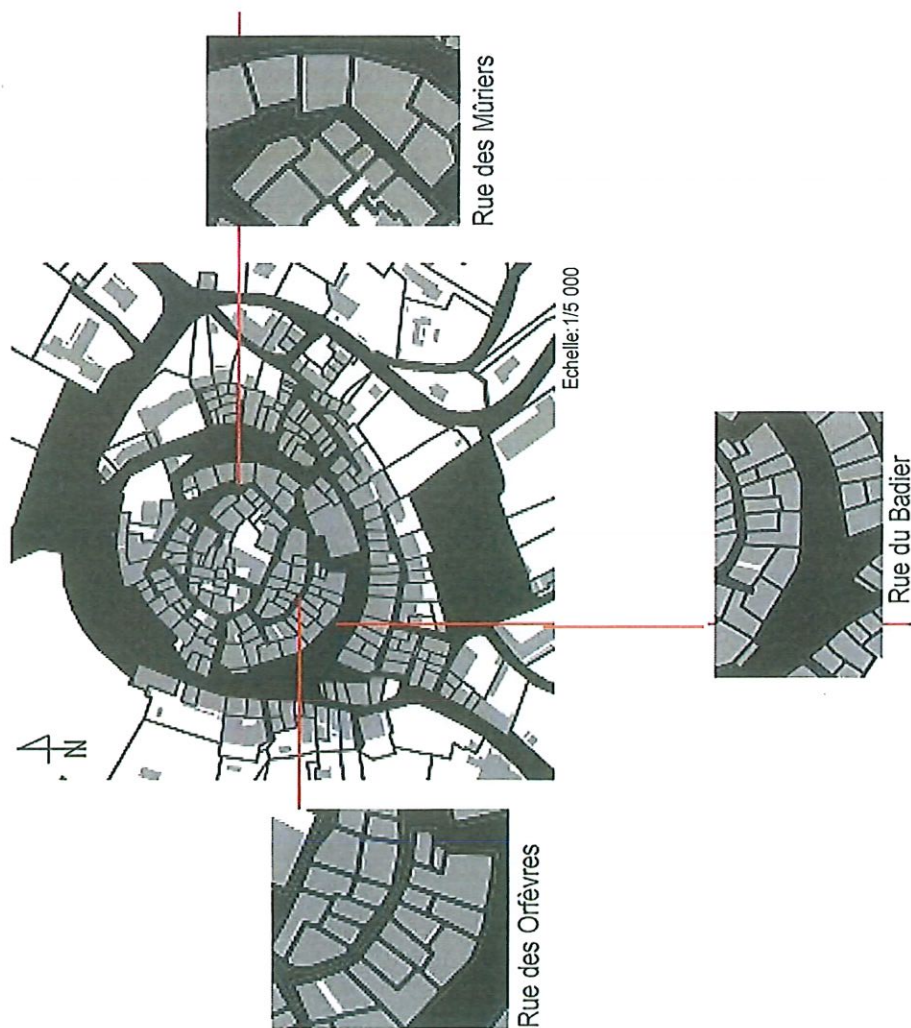 Rue des Mûriers
N
Echelle:1/5 000
Rue des Orfèvres
Rue du Badier